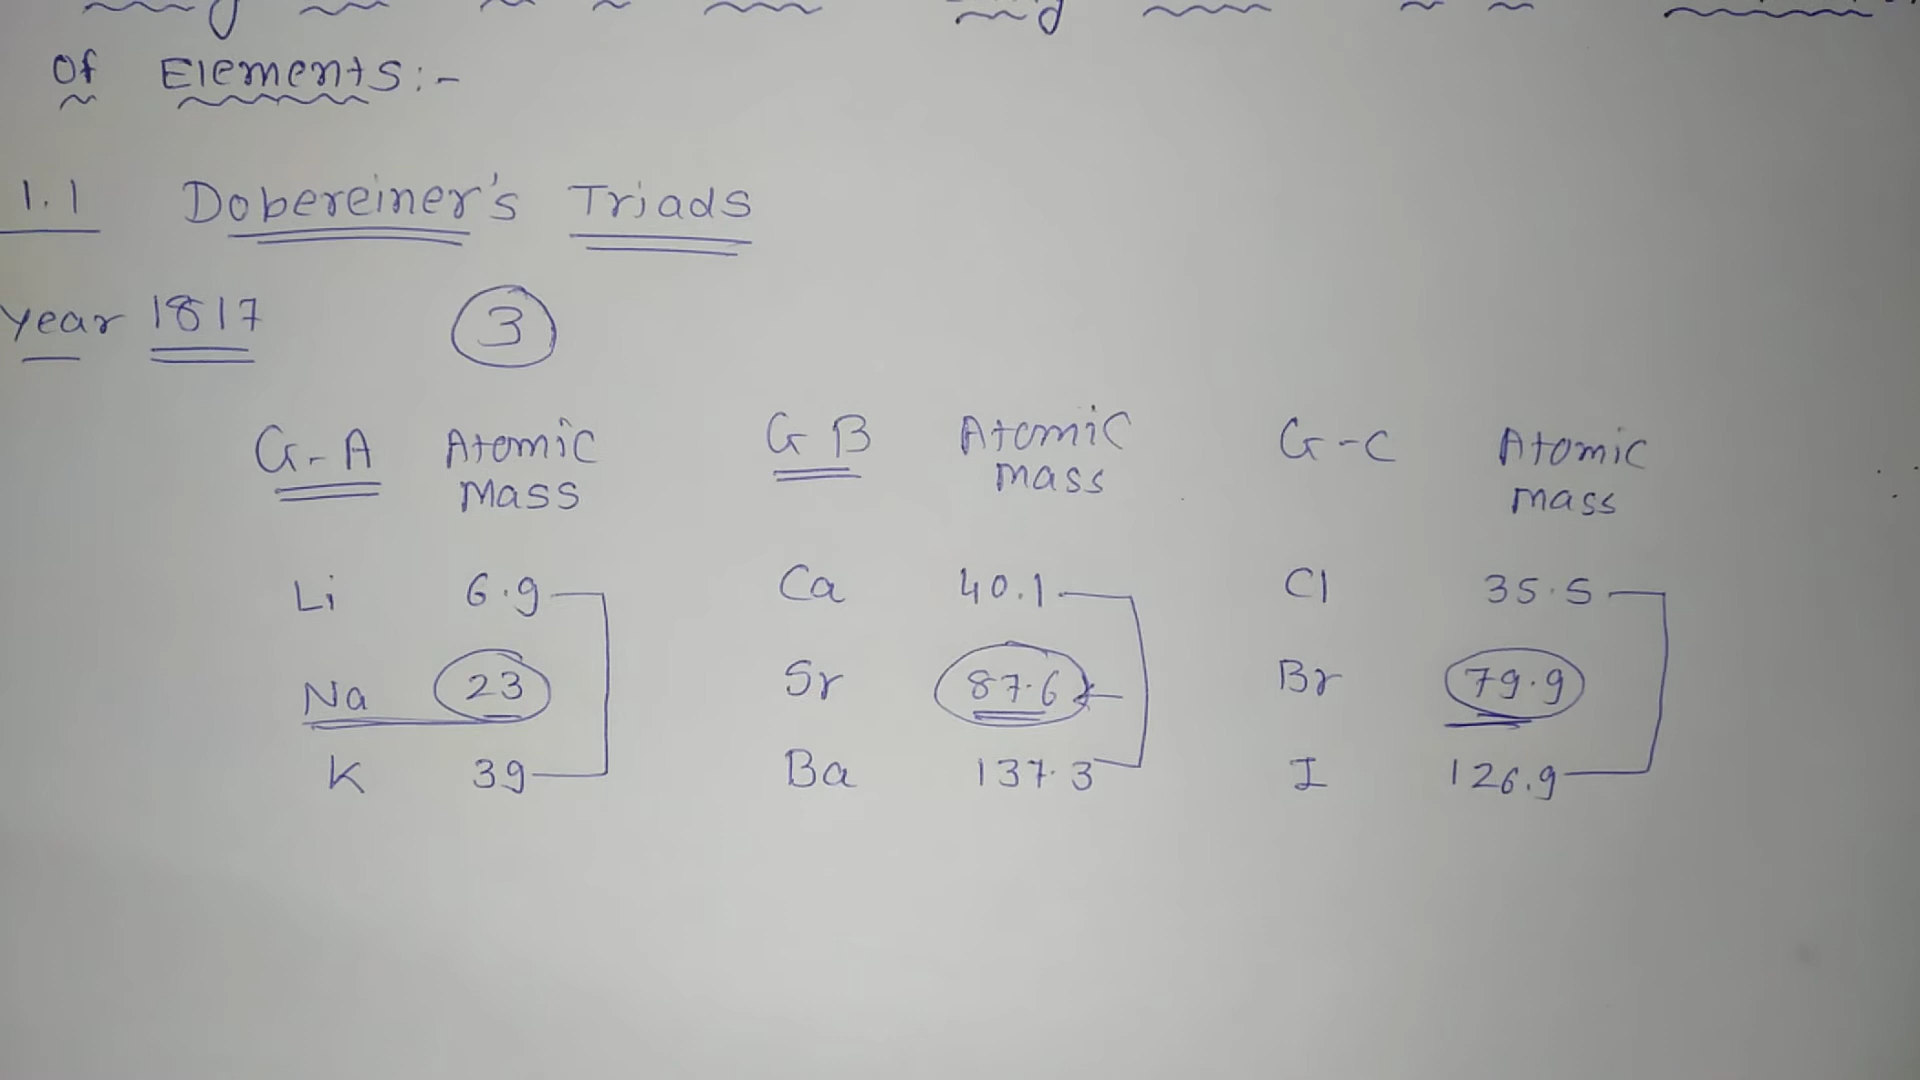 Of Elements:-
1.1 Dobereiner's Triads
Year 1817 3
G-A Atomic Mass G B Atomic mass G-C Atomic mass
Li 6.9 Ca 40.1 Cl 35.5
Na 23 Sr 87.6 Br 79.9
K 39 Ba 137.3 I 126.9